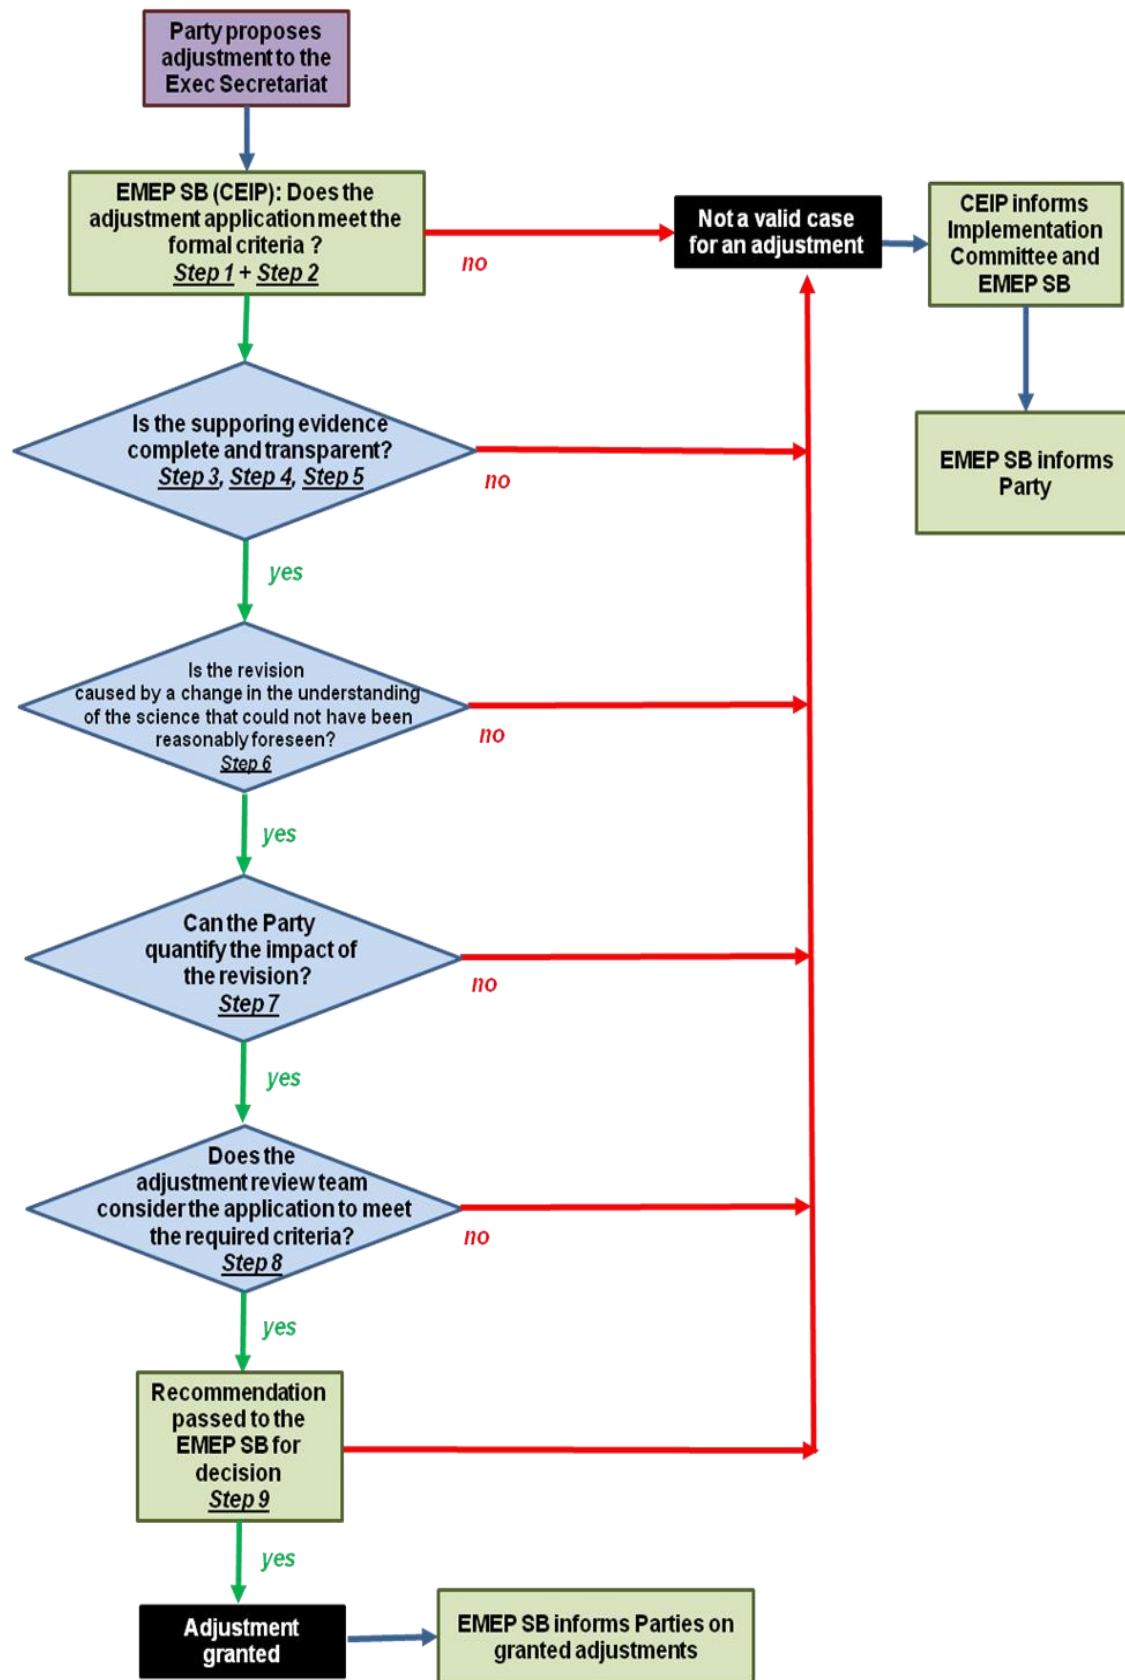 Party proposes
adjustment to the
Exec Secretariat
EMEP SB (CEIP): Does the
adjustment application meet the
formal criteria ?
Step 1 + Step 2
no
Not a valid case
for an adjustment
CEIP informs
Implementation
Committee and
EMEP SB
EMEP SB informs
Party
Is the supporing evidence
complete and transparent?
Step 3, Step 4, Step 5
no
yes
Is the revision
caused by a change in the understanding
of the science that could not have been
reasonably foreseen?
Step 6
no
yes
Can the Party
quantify the impact of
the revision?
Step 7
no
yes
Does the
adjustment review team
consider the application to meet
the required criteria?
Step 8
no
yes
Recommendation
passed to the
EMEP SB for
decision
Step 9
yes
Adjustment
granted
EMEP SB informs Parties on
granted adjustments